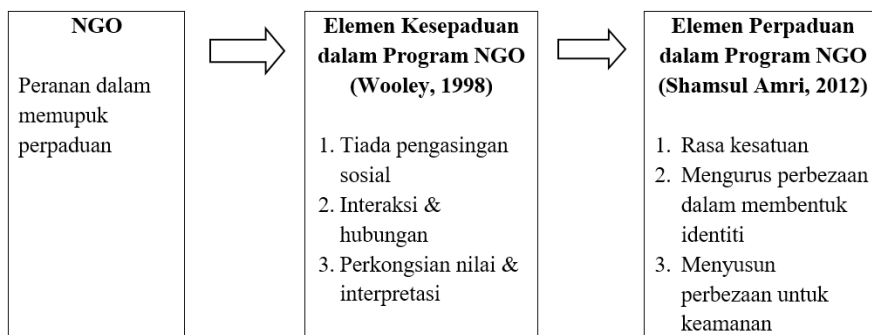 NGO
Peranan dalam
memupuk
perpaduan
Elemen Kesepaduan
dalam Program NGO
(Wooley, 1998)
1. Tiada pengasingan
sosial
2. Interaksi &
hubungan
3. Perkongsian nilai &
interpretasi
Elemen Perpaduan
dalam Program NGO
(Shamsul Amri, 2012)
1. Rasa kesatuan
2. Mengurus perbezaan
dalam membentuk
identiti
3. Menyusun
perbezaan untuk
keamanan